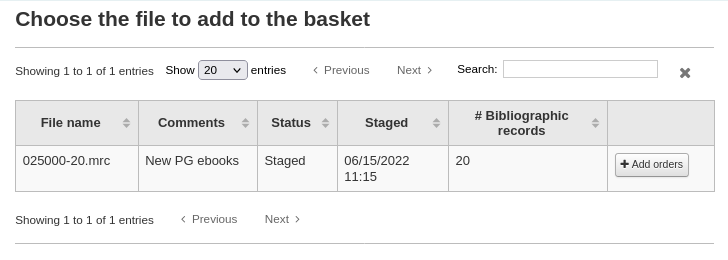 Choose the file to add to the basket
Showing 1 to 1 of 1 entries Show 20 entries Previous Next Search:
File name Comments Status Staged # Bibliographic records
025000-20.mrc New PG ebooks Staged 06/15/2022 11:15 20 Add orders
Showing 1 to 1 of 1 entries Previous Next